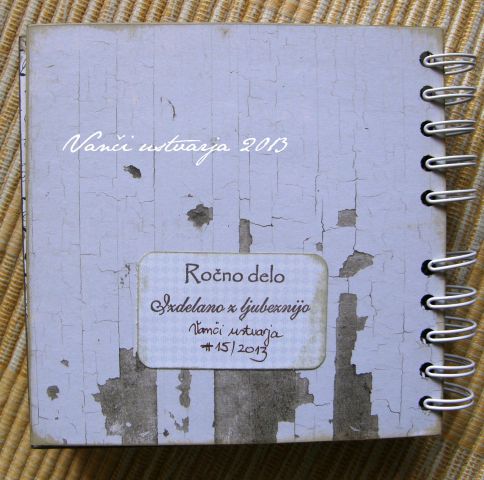 Vanči ustvarja 2013
Ročno delo
Izdelano z ljubeznijo
Vanči ustvarja
#15/2013